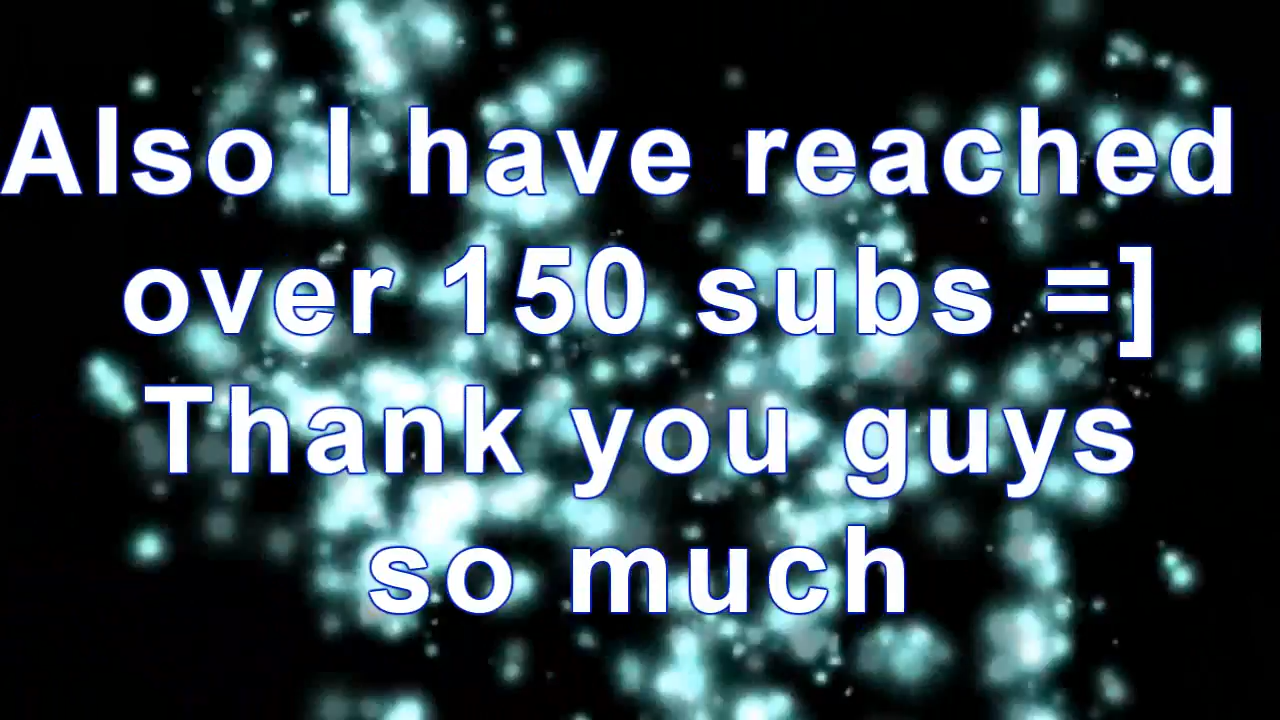 Also I have reached
over 150 subs =]
Thank you guys
so much